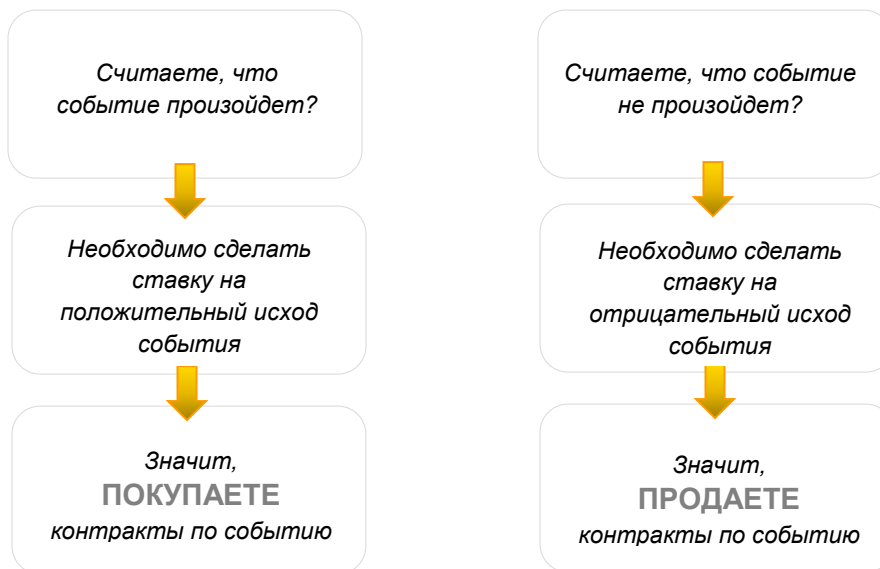 Считаете, что
событие произойдет?
Необходимо сделать
ставку на
положительный исход
события
Значит,
ПОКУПАЕТЕ
контракты по событию
Считаете, что событие
не произойдет?
Необходимо сделать
ставку на
отрицательный исход
события
Значит,
ПРОДАЕТЕ
контракты по событию